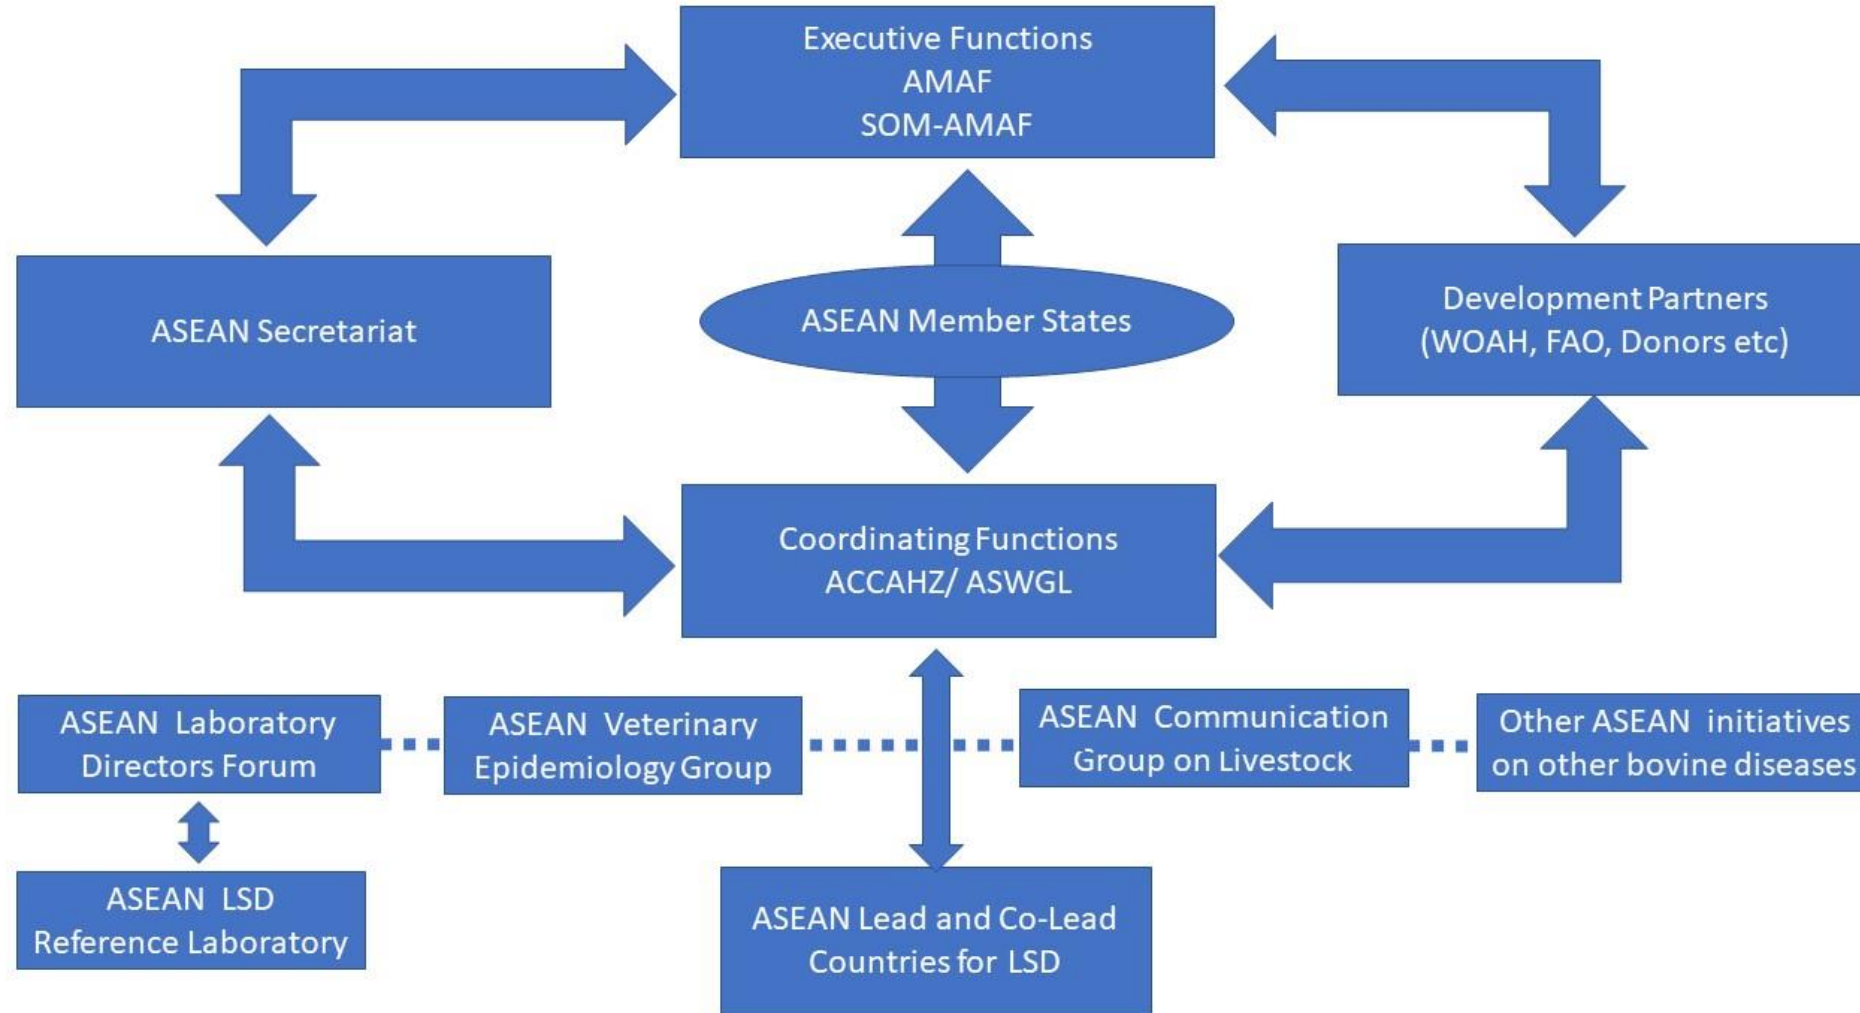 Executive Functions
AMAF
SOM-AMAF
ASEAN Secretariat
ASEAN Member States
Development Partners
(WOAH, FAO, Donors etc)
Coordinating Functions
ACCAHZ/ ASWGL
ASEAN Laboratory
Directors Forum
ASEAN Veterinary
Epidemiology Group
ASEAN Communication
Group on Livestock
Other ASEAN initiatives
on other bovine diseases
ASEAN LSD
Reference Laboratory
ASEAN Lead and Co-Lead
Countries for LSD